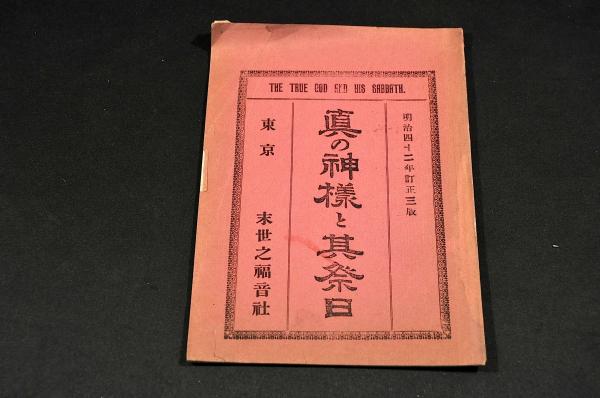 THE TRUE GOD AND HIS SABBATH.
明治四十二年訂正三版
真の神様と其祭日
東京 末世之福音社